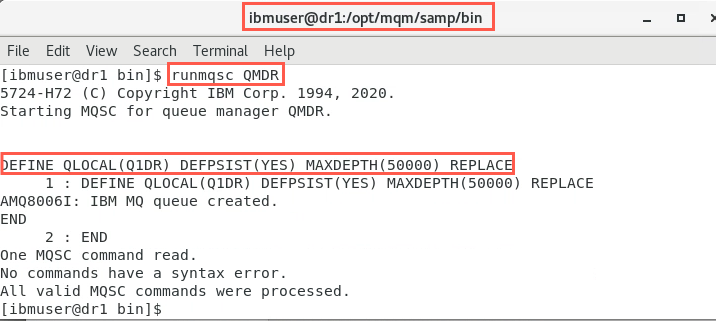 ibmuser@dr1:/opt/mqm/samp/bin
File Edit View Search Terminal Help
[ibmuser@dr1 bin]$ runmqsc QMDR
5724-H72 (C) Copyright IBM Corp. 1994, 2020.
Starting MQSC for queue manager QMDR.
DEFINE QLOCAL(Q1DR) DEFPSIST(YES) MAXDEPTH(50000) REPLACE
1 : DEFINE QLOCAL(Q1DR) DEFPSIST(YES) MAXDEPTH(50000) REPLACE
AMQ8006I: IBM MQ queue created.
END
2 : END
One MQSC command read.
No commands have a syntax error.
All valid MQSC commands were processed.
[ibmuser@dr1 bin]$